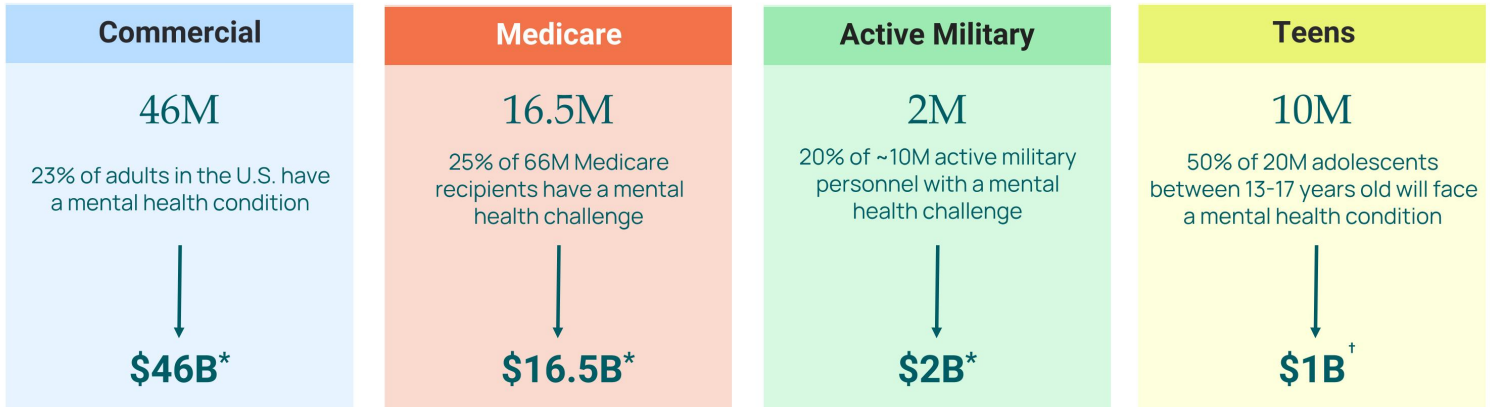 Commercial
46M
23% of adults in the U.S. have
a mental health condition
$46B*
Medicare
16.5M
25% of 66M Medicare
recipients have a mental
health challenge
$16.5B*
Active Military
2M
20% of ~10M active military
personnel with a mental
health challenge
$2B*
Teens
10M
50% of 20M adolescents
between 13-17 years old will face
a mental health condition
$1B†